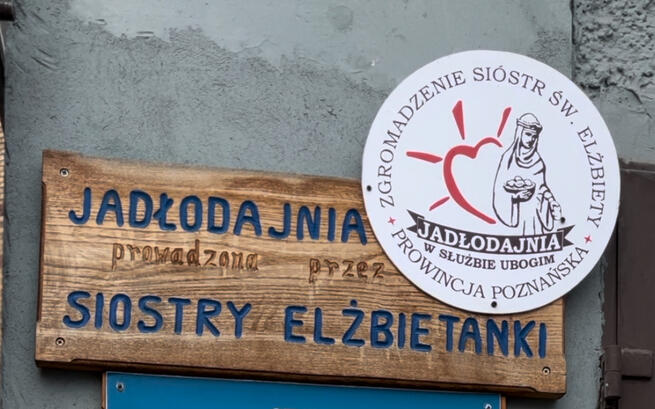 JADŁODAJNIA
prowadzona przez
SIOSTRY ELŻBIETANKI
ZGROMADZENIE SIÓSTR ŚW. ELŻBIETY
JADŁODAJNIA
W SŁUŻBIE UBOGIM
PROWINCJA POZNAŃSKA